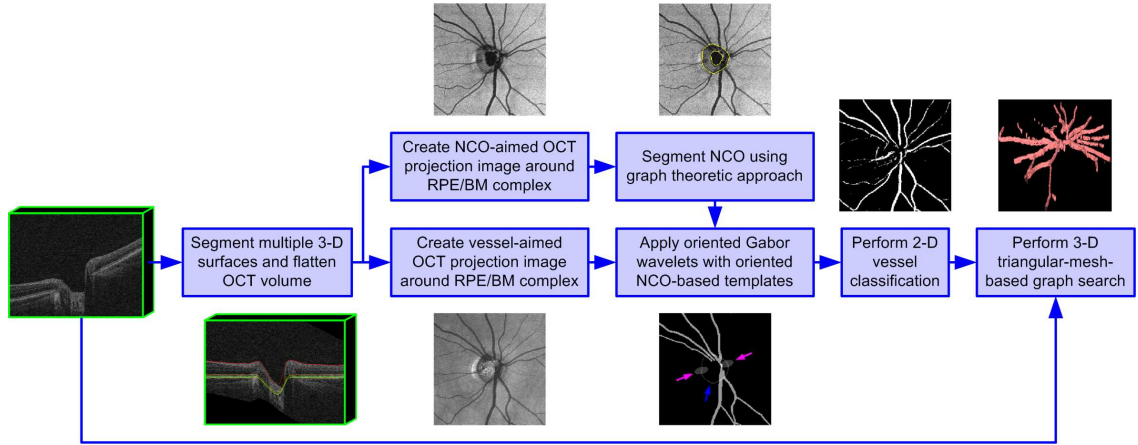 Create NCO-aimed OCT
projection image around
RPE/BM complex
Segment NCO using
graph theoretic approach
Segment multiple 3-D
surfaces and flatten
OCT volume
Create vessel-aimed
OCT projection image
around RPE/BM complex
Apply oriented Gabor
wavelets with oriented
NCO-based templates
Perform 2-D
vessel
classification
Perform 3-D
triangular-mesh-
based graph search